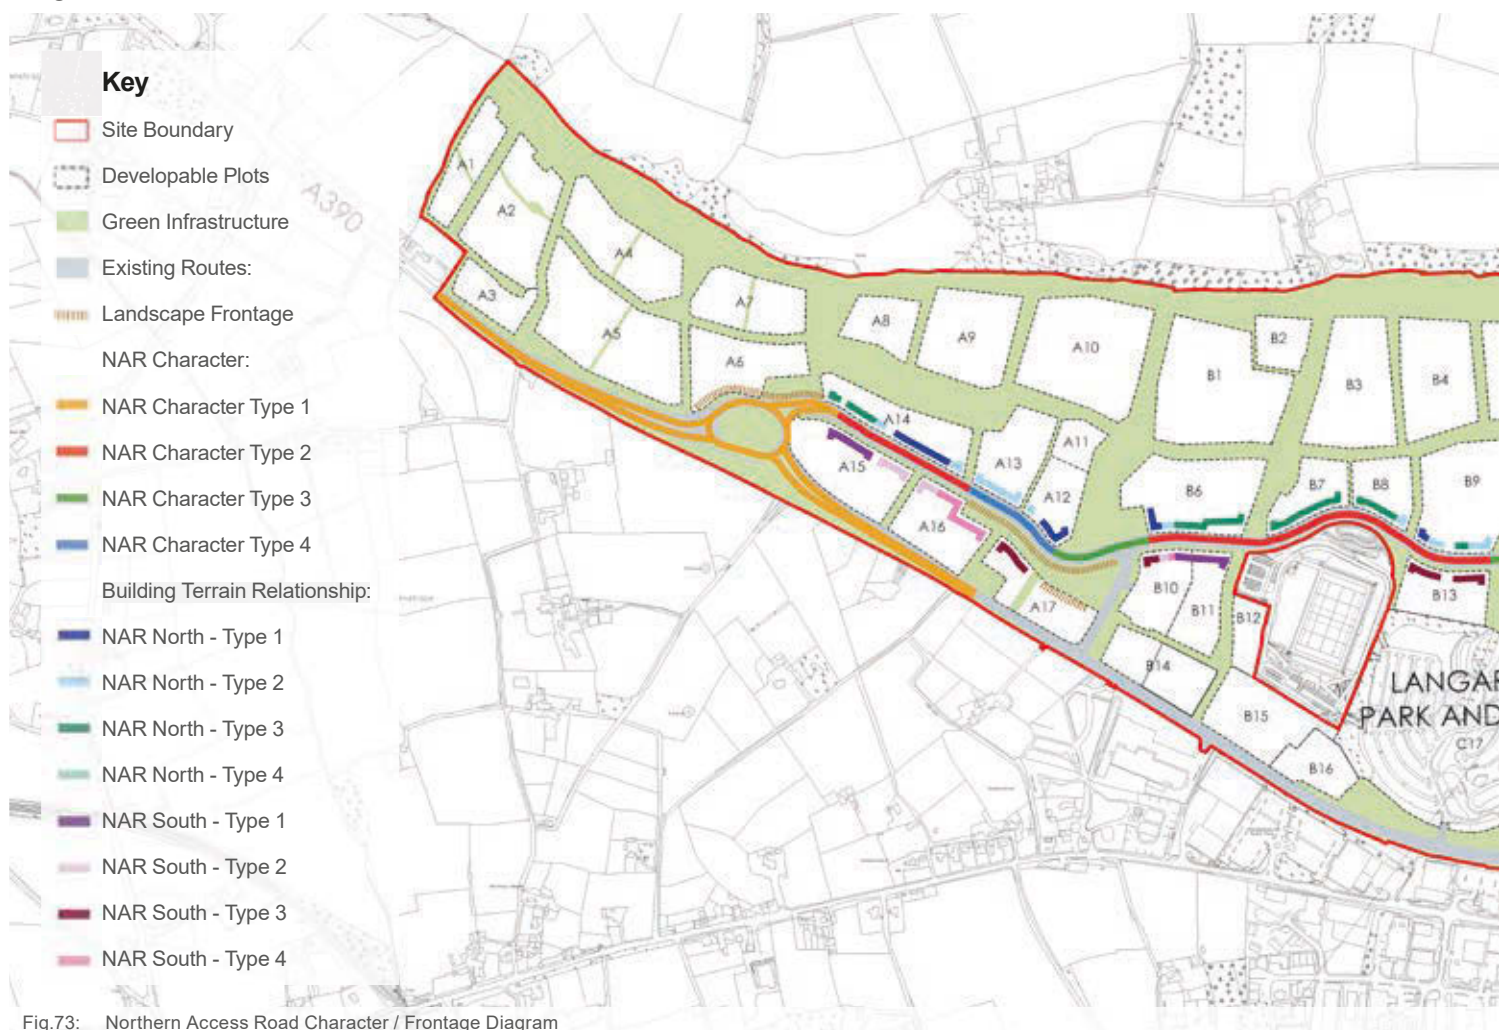 Key
Site Boundary
Developable Plots
Green Infrastructure
Existing Routes:
Landscape Frontage
NAR Character:
NAR Character Type 1
NAR Character Type 2
NAR Character Type 3
NAR Character Type 4
Building Terrain Relationship:
NAR North - Type 1
NAR North - Type 2
NAR North - Type 3
NAR North - Type 4
NAR South - Type 1
NAR South - Type 2
NAR South - Type 3
NAR South - Type 4
A390
A1
A2
A3
A4
A5
A6
A7
A8
A9
A10
A11
A12
A13
A14
A15
A16
A17
B1
B2
B3
B4
B6
B7
B8
B9
B10
B11
B12
B13
B14
B15
B16
LANGAR
PARK AND
C17
Fig.73: Northern Access Road Character / Frontage Diagram